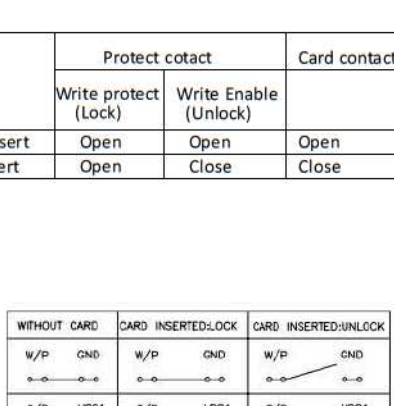 Protect cotact Card contact
Write protect Write Enable
(Lock) (Unlock)
sert Open Open Open
ert Open Close Close
WITHOUT CARD CARD INSERTED:LOCK CARD INSERTED:UNLOCK
W/P GND W/P GND W/P GND